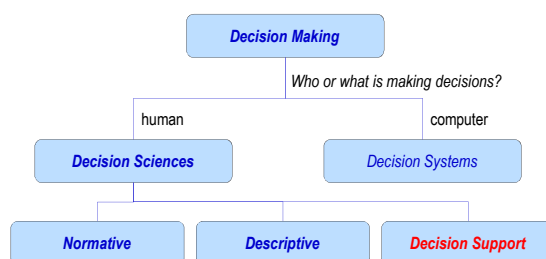 Decision Making
Who or what is making decisions?
human
computer
Decision Sciences
Decision Systems
Normative
Descriptive
Decision Support